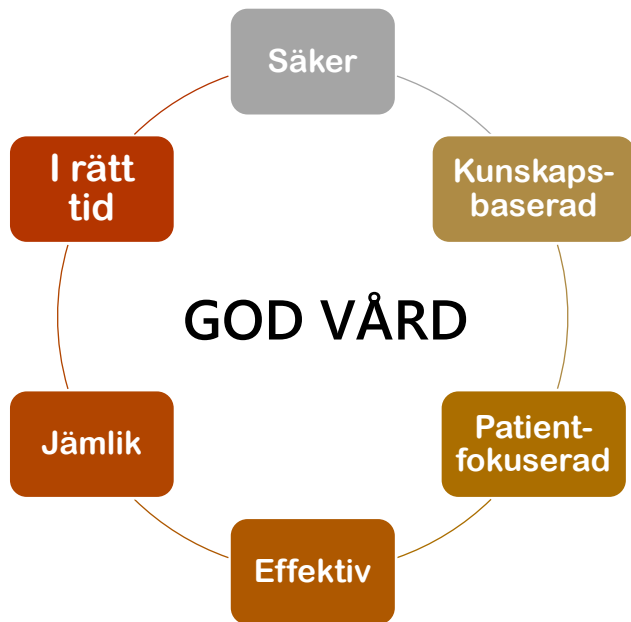 Säker
Kunskaps-
baserad
Patient-
fokuserad
Effektiv
Jämlik
I rätt
tid
GOD VÅRD